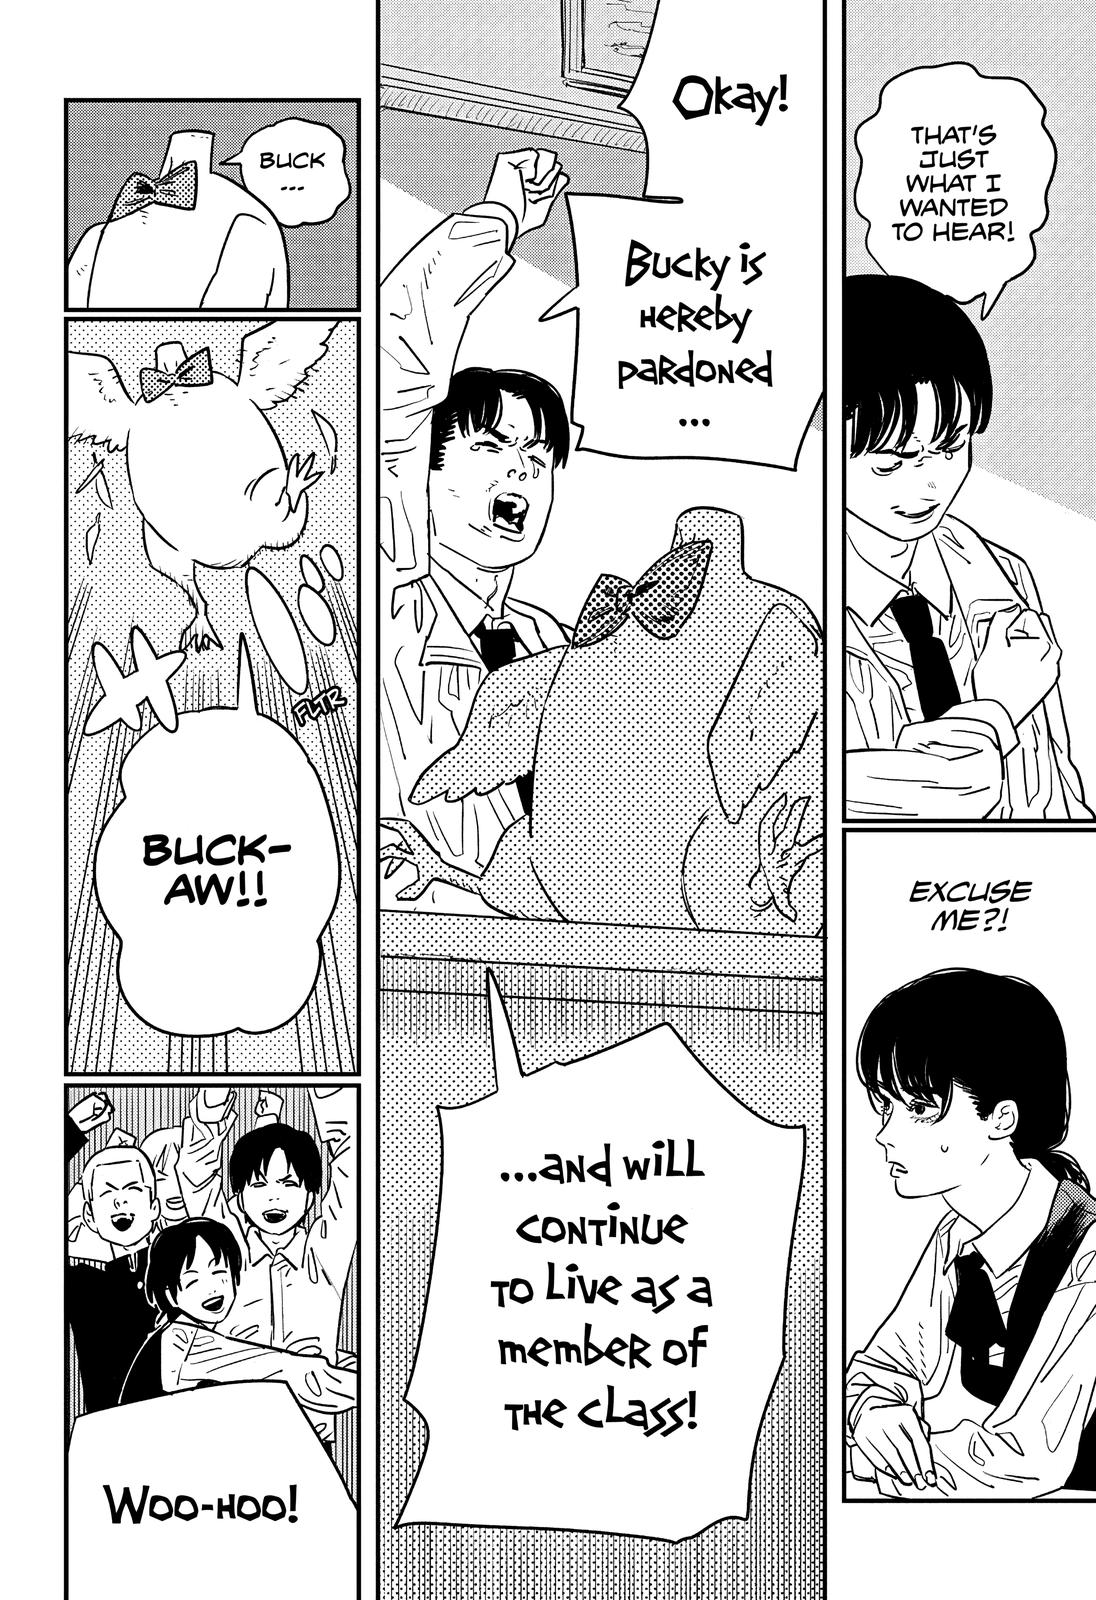 THAT'S
JUST
WHAT I
WANTED
TO HEAR!
EXCUSE
ME?!
Okay!
Bucky is
hereby
pardoned
...
...and will
continue
to live as a
member of
the class!
BUCK
...
FLTR
BUCK-
AW!!
Woo-hoo!